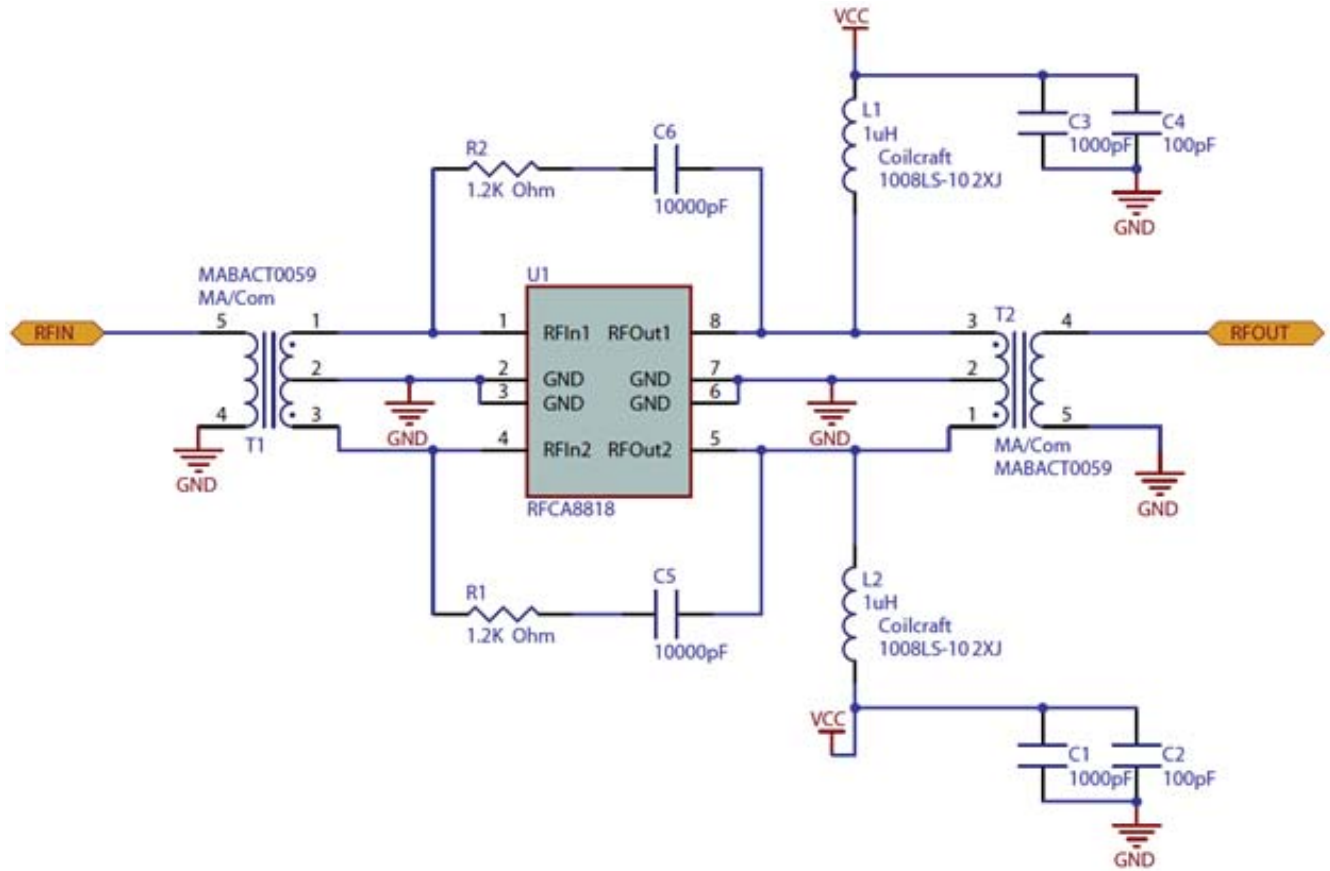 VCC
L1
1uH
Coilcraft
1008LS-10 2XJ
C3
1000pF
C4
100pF
GND
R2
1.2K Ohm
C6
10000pF
MABACT0059
MA/Com
RFIN
5
4
GND
T1
1
2
3
GND
U1
1
RFIn1
2
GND
3
GND
4
RFIn2
RFOut1
8
GND
7
GND
6
RFOut2
5
RFCA8818
GND
T2
3
2
1
4
5
MA/Com
MABACT0059
RFOUT
GND
R1
1.2K Ohm
C5
10000pF
L2
1uH
Coilcraft
1008LS-10 2XJ
VCC
C1
1000pF
C2
100pF
GND